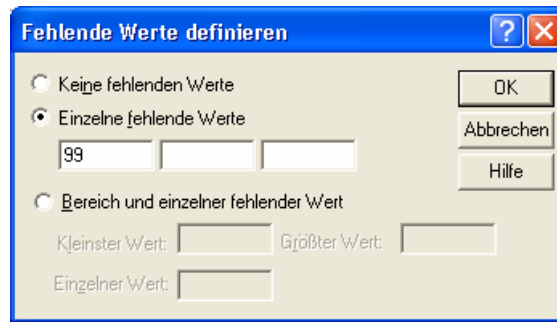 Fehlende Werte definieren
Keine fehlenden Werte
OK
Einzelne fehlende Werte
Abbrechen
99
Hilfe
Bereich und einzelner fehlender Wert
Kleinster Wert: Größter Wert:
Einzelner Wert: